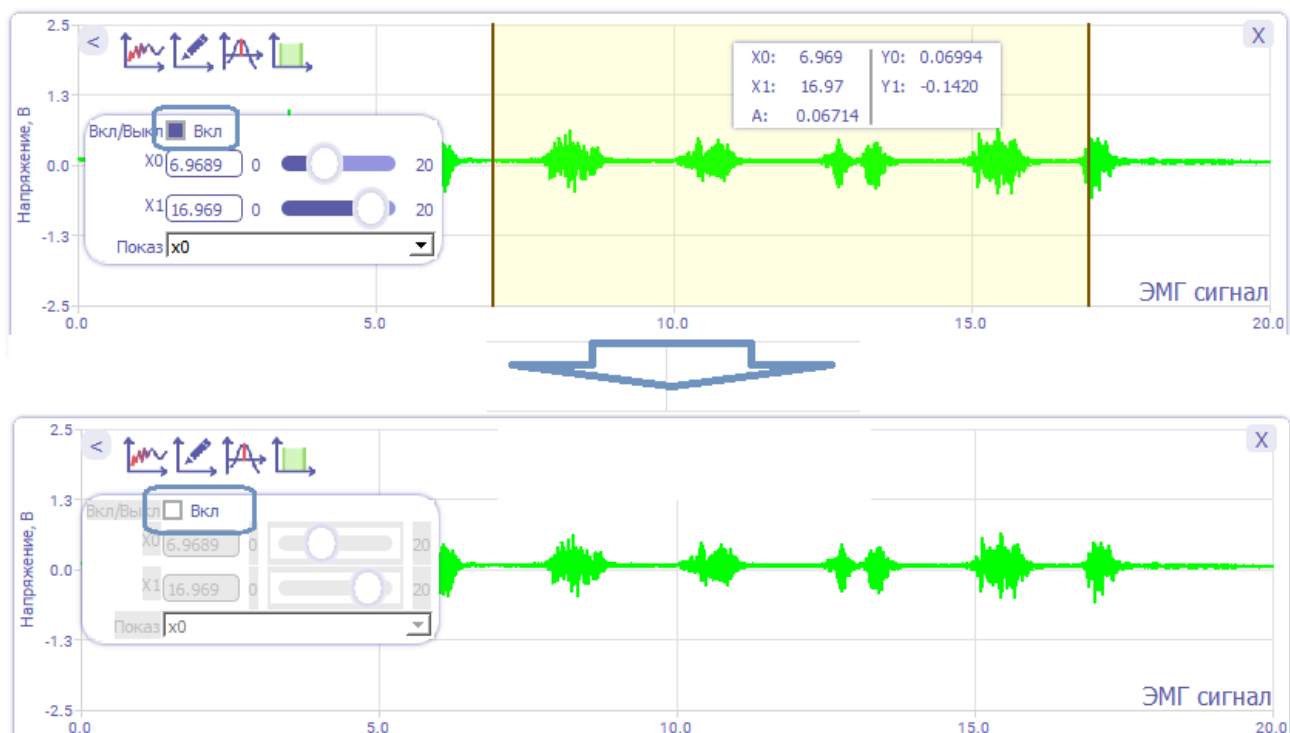 2.5
<
X
X0: 6.969 Y0: 0.06994
X1: 16.97 Y1: -0.1420
A: 0.06714
1.3
Напряжение, В
Вкл/Выкл Вкл
X0 6.9689 0 20
0.0
X1 16.969 0 20
-1.3
Показ x0
-2.5
ЭМГ сигнал
0.0 5.0 10.0 15.0 20.0
2.5
<
X
1.3
Напряжение, В
Вкл/Выкл Вкл
X0 6.9689 0 20
0.0
X1 16.969 0 20
Показ x0
-1.3
ЭМГ сигнал
-2.5
0.0 5.0 10.0 15.0 20.0